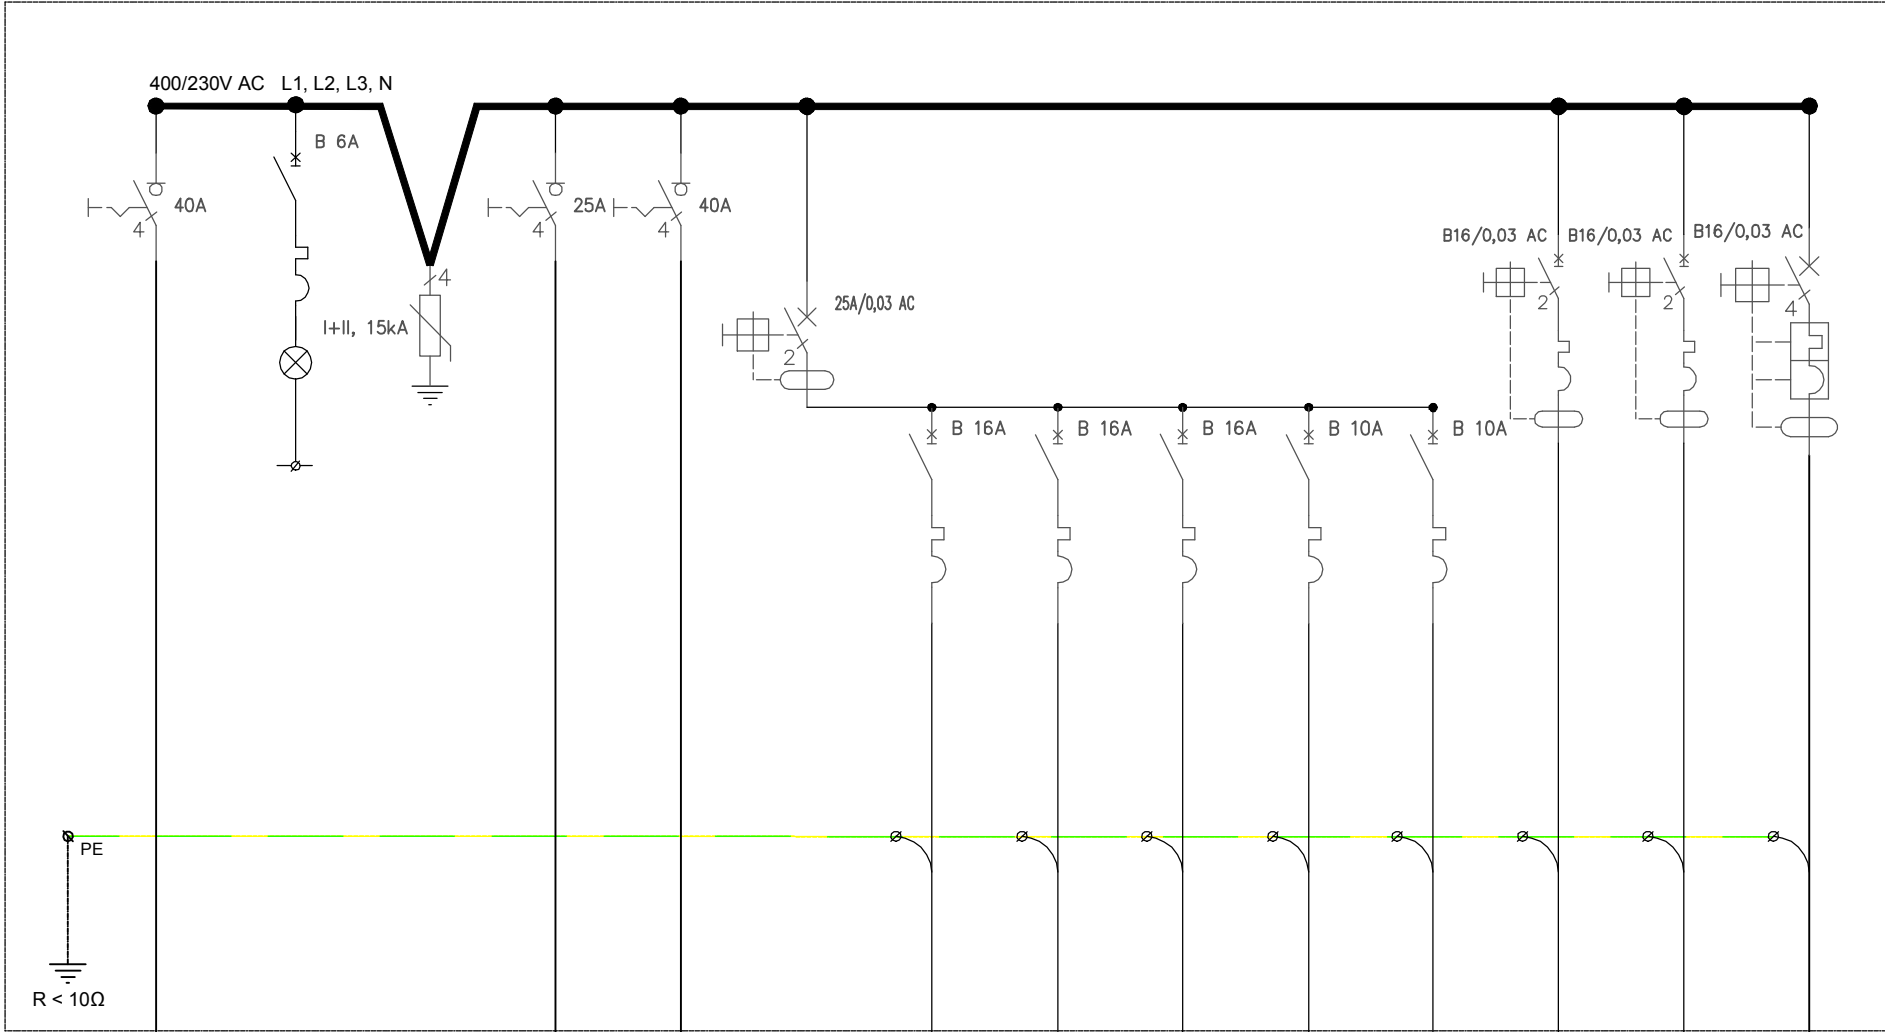 400/230V AC L1, L2, L3, N
B 6A
40A
4
4
I+II, 15kA
25A
4
40A
4
25A/0,03 AC
2
B16/0,03 AC
2
B16/0,03 AC
2
B16/0,03 AC
4
B 16A
B 16A
B 16A
B 10A
B 10A
PE
R < 10Ω